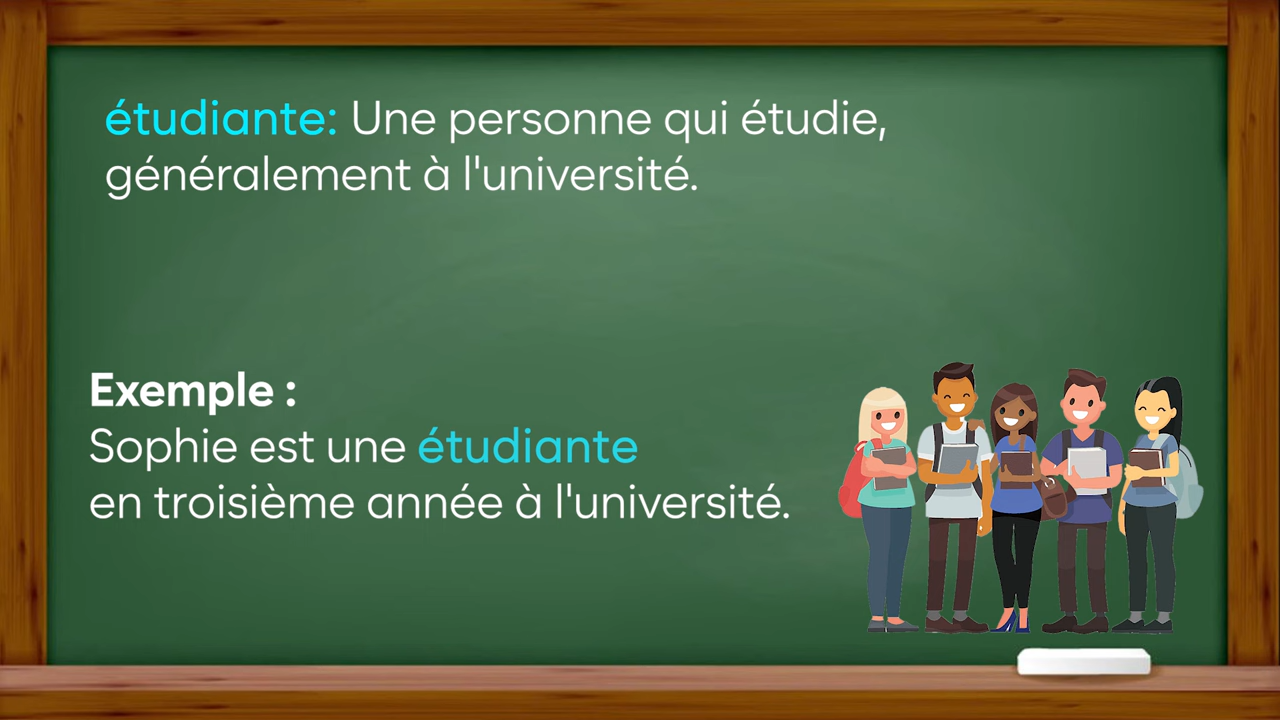 étudiante: Une personne qui étudie,
généralement à l'université.
Exemple :
Sophie est une étudiante
en troisième année à l'université.